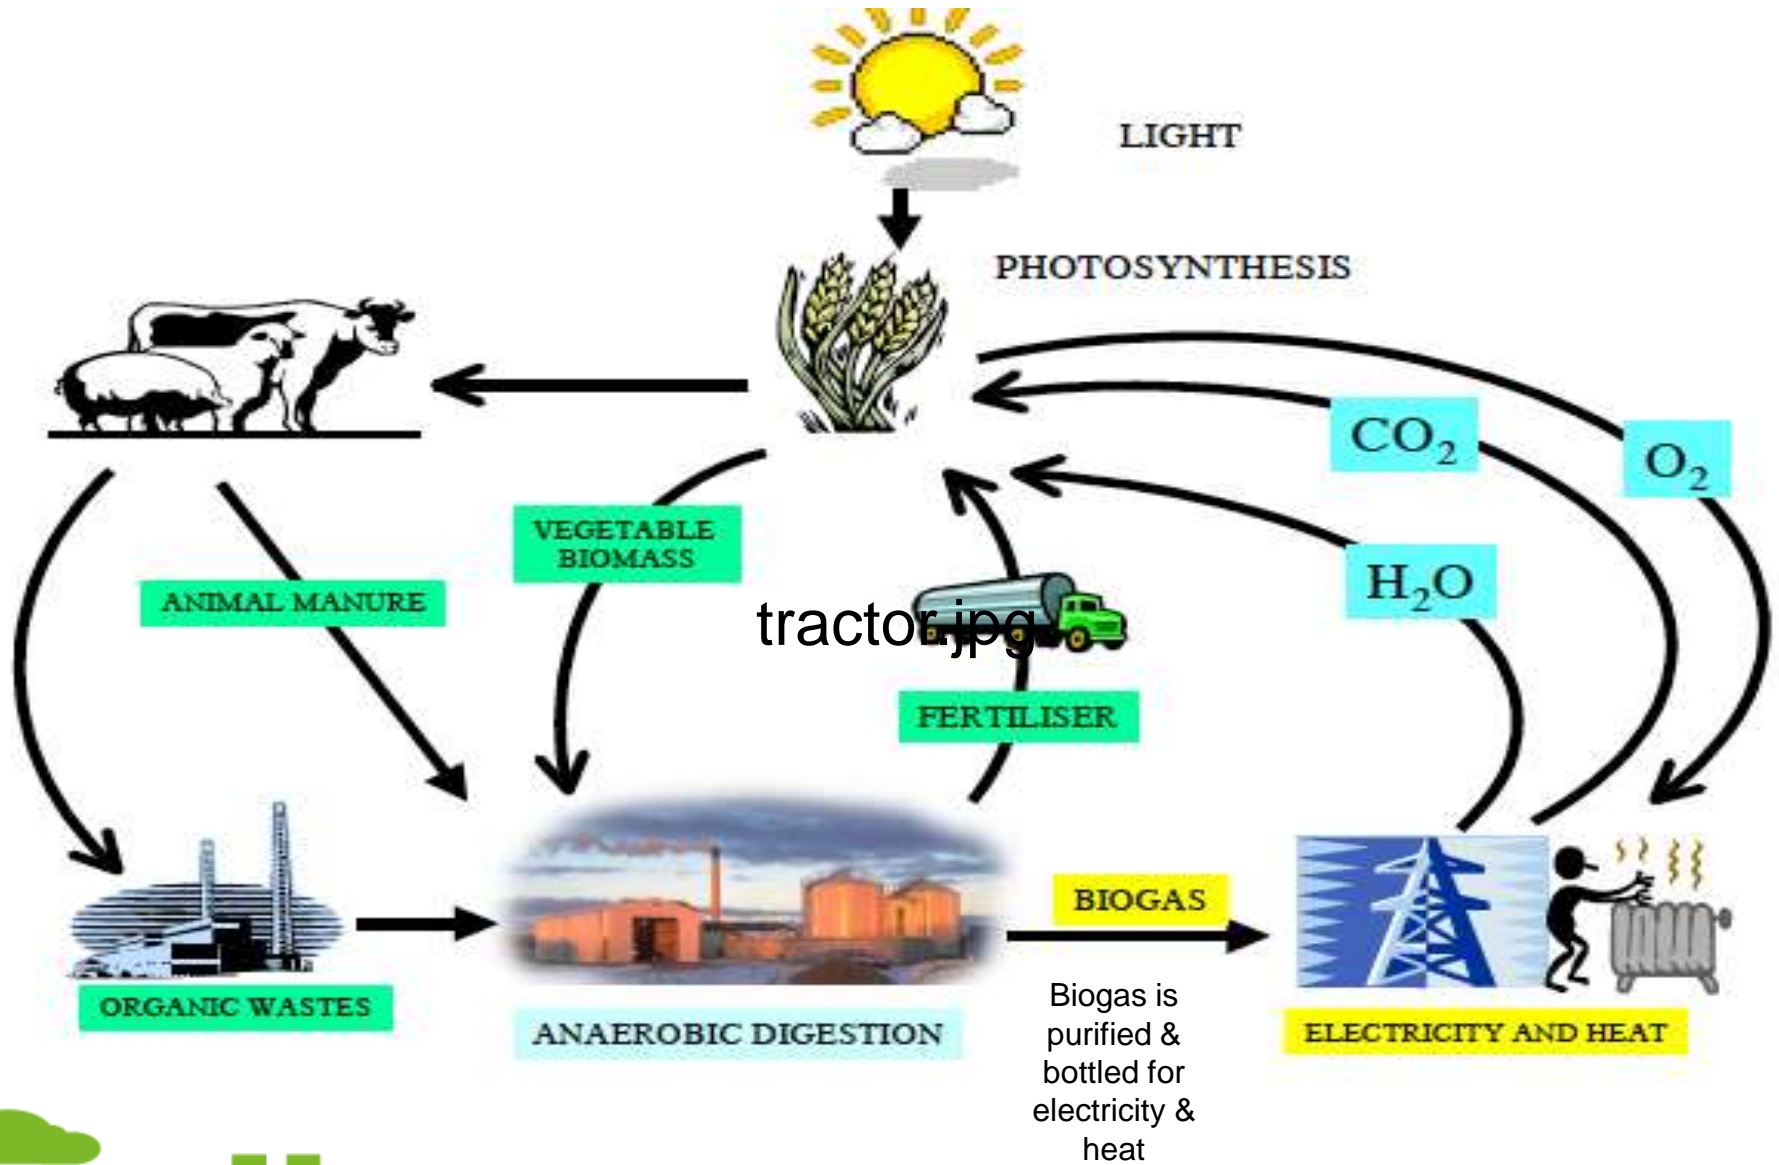 LIGHT
PHOTOSYNTHESIS
CO₂
O₂
VEGETABLE
BIOMASS
H₂O
ANIMAL MANURE
tractor.jpg
FERTILISER
BIOGAS
ORGANIC WASTES
ANAEROBIC DIGESTION
Biogas is
purified &
bottled for
electricity &
heat
ELECTRICITY AND HEAT